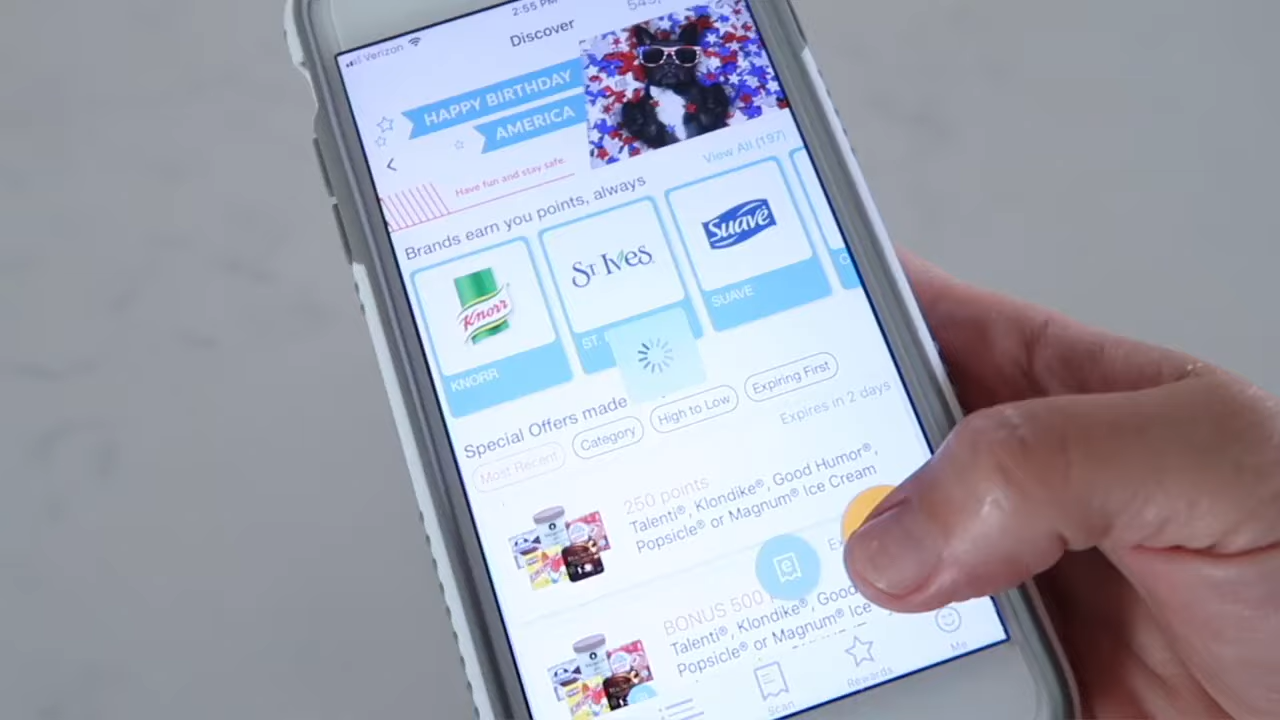 Verizon
2:55 PM
Discover
HAPPY BIRTHDAY
AMERICA
Have fun and stay safe.
Brands earn you points, always
View All (197)
Knorr
ST. IVES
Suave
KNORR
ST.
SUAVE
Special Offers made
Most Recent
Category
High to Low
Expiring First
Expires in 2 days
250 points
Talenti®, Klondike®, Good Humor®,
Popsicle® or Magnum® Ice Cream
e
BONUS 500
Talenti®, Klondike®, Good
Popsicle® or Magnum® Ice
Scan
Rewards
Me